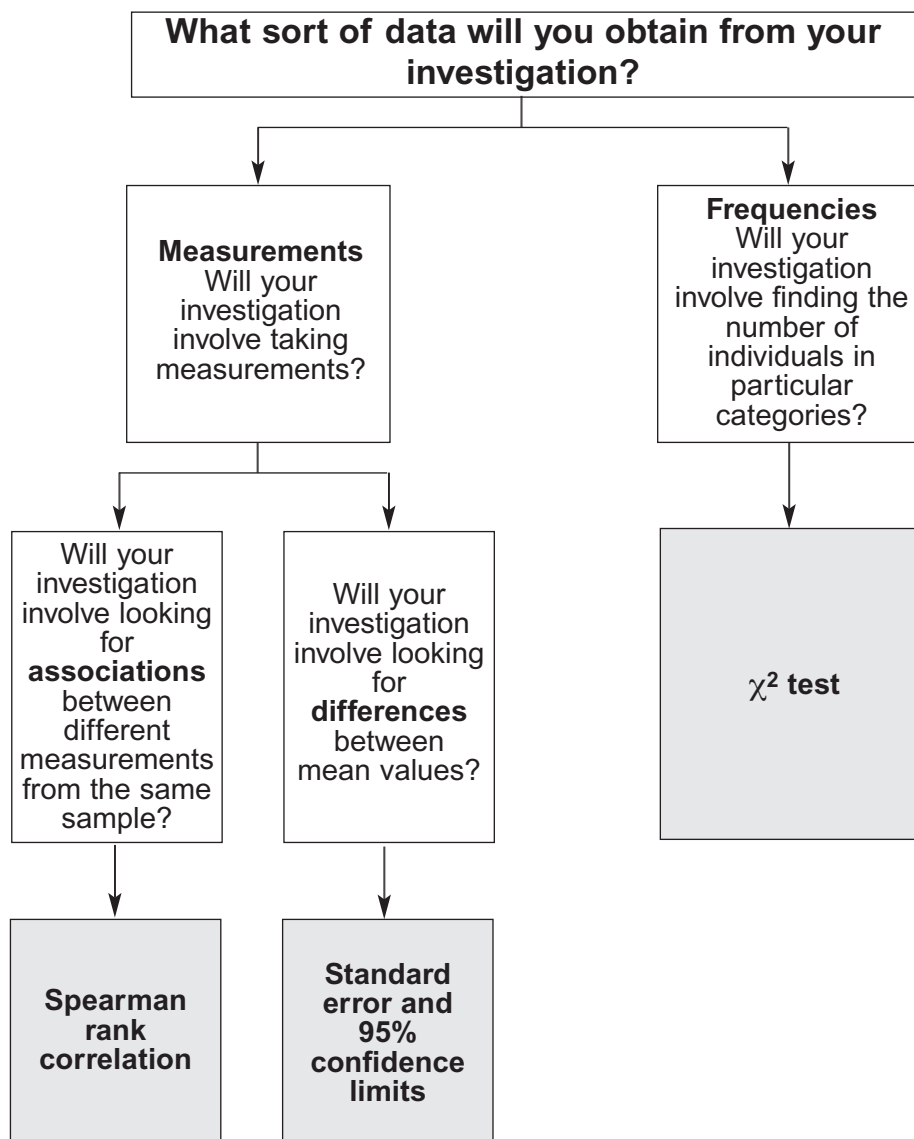 What sort of data will you obtain from your
investigation?
Measurements
Will your
investigation
involve taking
measurements?
Frequencies
Will your
investigation
involve finding the
number of
individuals in
particular
categories?
Will your
investigation
involve looking
for
associations
between
different
measurements
from the same
sample?
Will your
investigation
involve looking
for
differences
between
mean values?
χ² test
Spearman
rank
correlation
Standard
error and
95%
confidence
limits